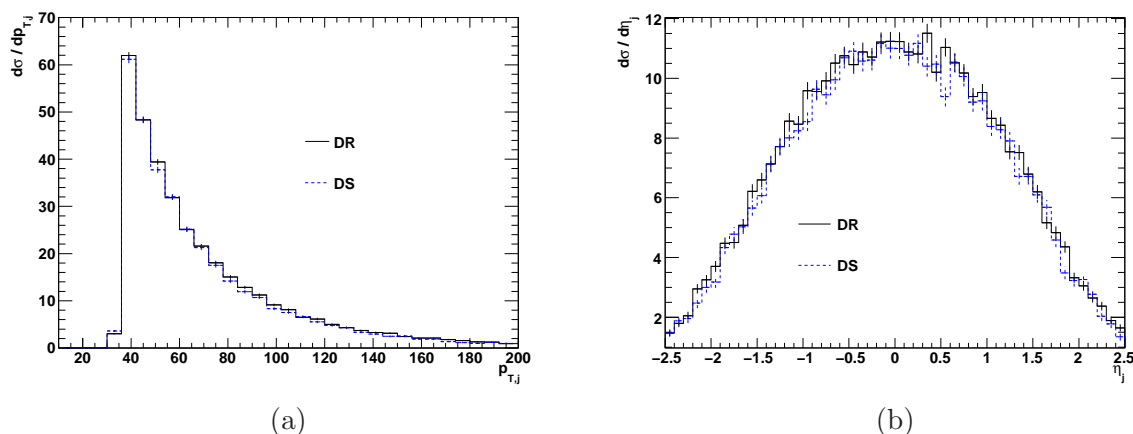 dσ / dp_{T,j}
70
60
50
40
30
20
10
0
DR
DS
20 40 60 80 100 120 140 160 180 200
p_{T,j}
(a)
dσ / dη_j
12
10
8
6
4
2
DR
DS
−2.5 −2 −1.5 −1 −0.5 0 0.5 1 1.5 2 2.5
η_j
(b)